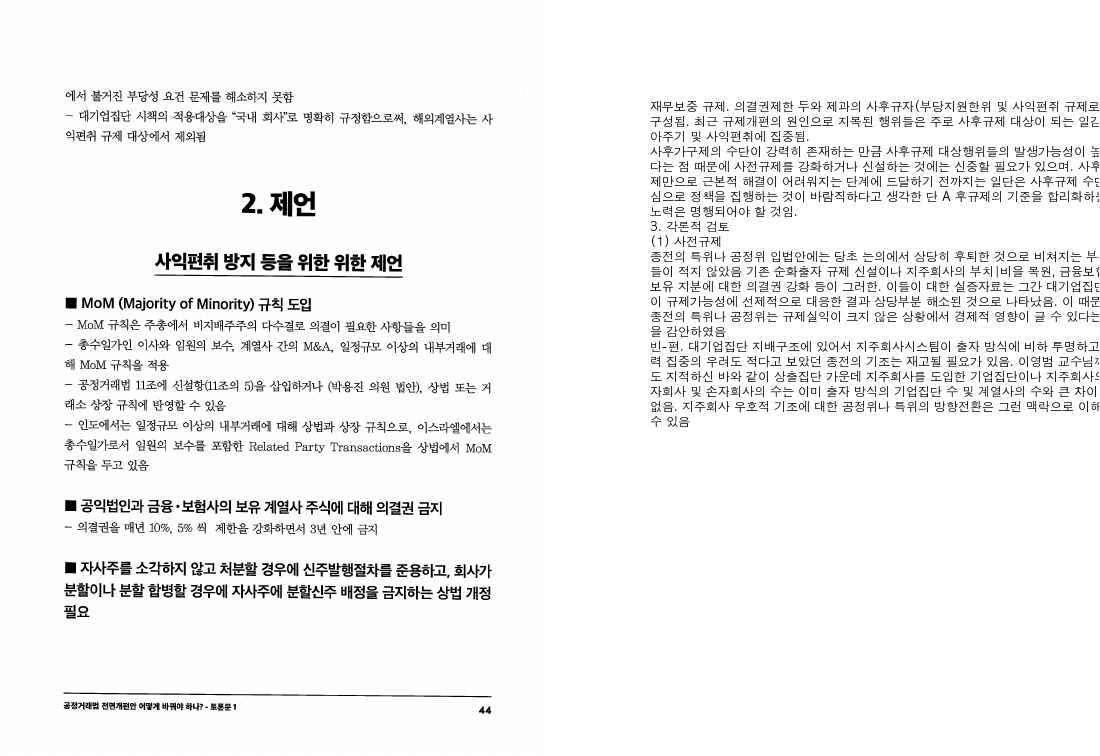 에서 불거진 부당성 요건 문제를 해소하지 못함
– 대기업집단 시책의 적용대상을 “국내 회사”로 명확히 규정함으로써, 해외계열사는 사
익편취 규제 대상에서 제외됨
2. 제언
사익편취 방지 등을 위한 위한 제언
■ MoM (Majority of Minority) 규칙 도입
– MoM 규칙은 주총에서 비지배주주의 다수결로 의결이 필요한 사항들을 의미
– 총수일가인 이사와 임원의 보수, 계열사 간의 M&A, 일정규모 이상의 내부거래에 대
해 MoM 규칙을 적용
– 공정거래법 11조에 신설항(11조의 5)을 삽입하거나 (박용진 의원 법안), 상법 또는 거
래소 상장 규칙에 반영할 수 있음
– 인도에서는 일정규모 이상의 내부거래에 대해 상법과 상장 규칙으로, 이스라엘에서는
총수일가로서 임원의 보수를 포함한 Related Party Transactions을 상법에서 MoM
규칙을 두고 있음
■ 공익법인과 금융·보험사의 보유 계열사 주식에 대해 의결권 금지
– 의결권을 매년 10%, 5% 씩 제한을 강화하면서 3년 안에 금지
■ 자사주를 소각하지 않고 처분할 경우에 신주발행절차를 준용하고, 회사가
분할이나 분할 합병할 경우에 자사주에 분할신주 배정을 금지하는 상법 개정
필요
공정거래법 전면개편안 어떻게 바꿔야 하나? - 토론문 1
44
재무보중 규제. 의결권제한 두와 제과의 사후규자(부당지원한위 및 사익편쥐 규제로
구성됨. 최근 규제개편의 원인으로 지목된 행위들은 주로 사후규제 대상이 되는 일감
아주기 및 사익편취에 집중됨.
사후가구제의 수단이 강력히 존재하는 만큼 사후규제 대상행위들의 발생가능성이 높
다는 점 때문에 사전규제를 강화하거나 신설하는 것에는 신중할 필요가 있으며. 사후
제만으로 근본적 해결이 어려워지는 단계에 드달하기 전까지는 일단은 사후규제 수단
심으로 정책을 집행하는 것이 바람직하다고 생각한 단 A 후규제의 기준을 합리화하는
노력은 명행되어야 할 것임.
3. 각론적 검토
(1) 사전규제
종전의 특위나 공정위 입법안에는 당초 논의에서 상당히 후퇴한 것으로 비쳐지는 부
들이 적지 않았음 기존 순화출자 규제 신설이나 지주회사의 부치|비율 목원, 금융보험
보유 지분에 대한 의결권 강화 등이 그러한. 이들이 대한 실증자료는 그간 대기업집단
이 규제가능성에 선제적으로 대응한 결과 상당부분 해소된 것으로 나타났음. 이 때문
종전의 특위나 공정위는 규제실익이 크지 않은 상황에서 경제적 영향이 글 수 있다는
을 감안하였음
빈-편. 대기업집단 지배구조에 있어서 지주회사시스팀이 출자 방식에 비하 투명하고
력 집중의 우려도 적다고 보았던 종전의 기조는 재고될 필요가 있음. 이영범 교수님께
도 지적하신 바와 같이 상출집단 가운데 지주회사를 도입한 기업집단이나 지주회사의
자회사 및 손자회사의 수는 이미 출자 방식의 기업집단 수 및 계열사의 수와 큰 차이
없음. 지주회사 우호적 기조에 대한 공정위나 특위의 방향전환은 그런 맥락으로 이해
수 있음